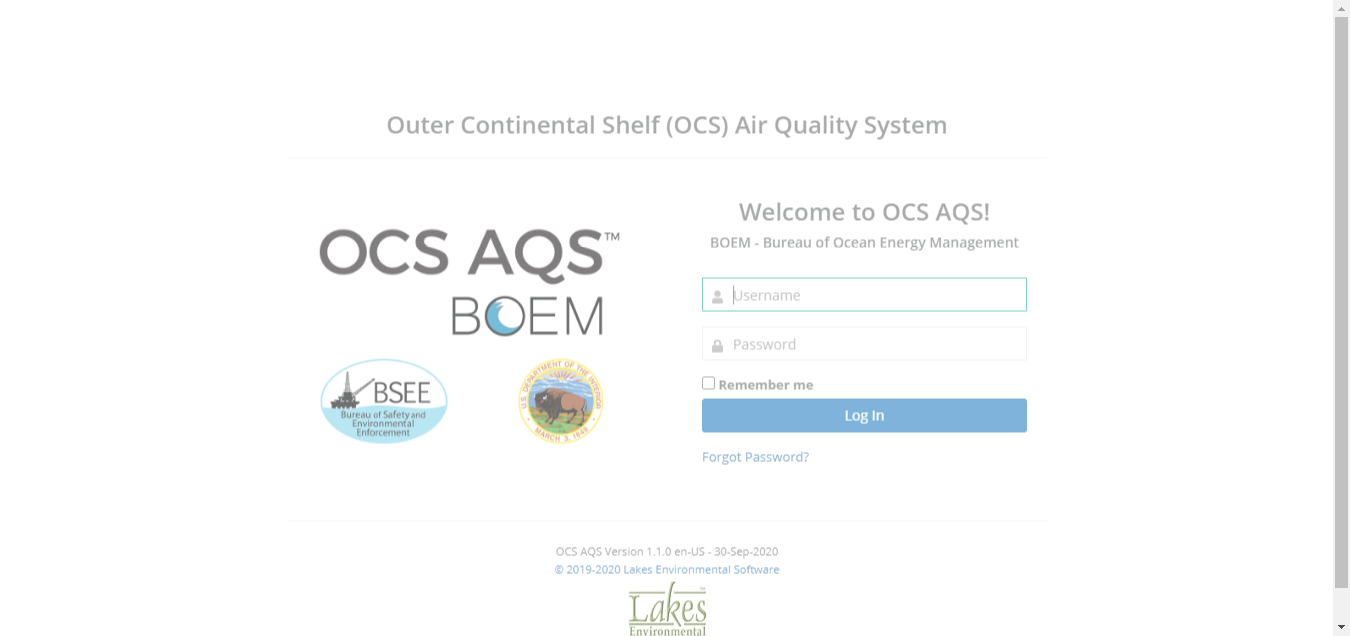 Outer Continental Shelf (OCS) Air Quality System
Welcome to OCS AQS!
BOEM - Bureau of Ocean Energy Management
OCS AQS™
BOEM
Username
Password
BSEE
Bureau of Safety and
Environmental
Enforcement
U.S. DEPARTMENT OF THE INTERIOR
MARCH 3, 1849
Remember me
Log In
Forgot Password?
OCS AQS Version 1.1.0 en-US - 30-Sep-2020
© 2019-2020 Lakes Environmental Software
Lakes™
Environmental